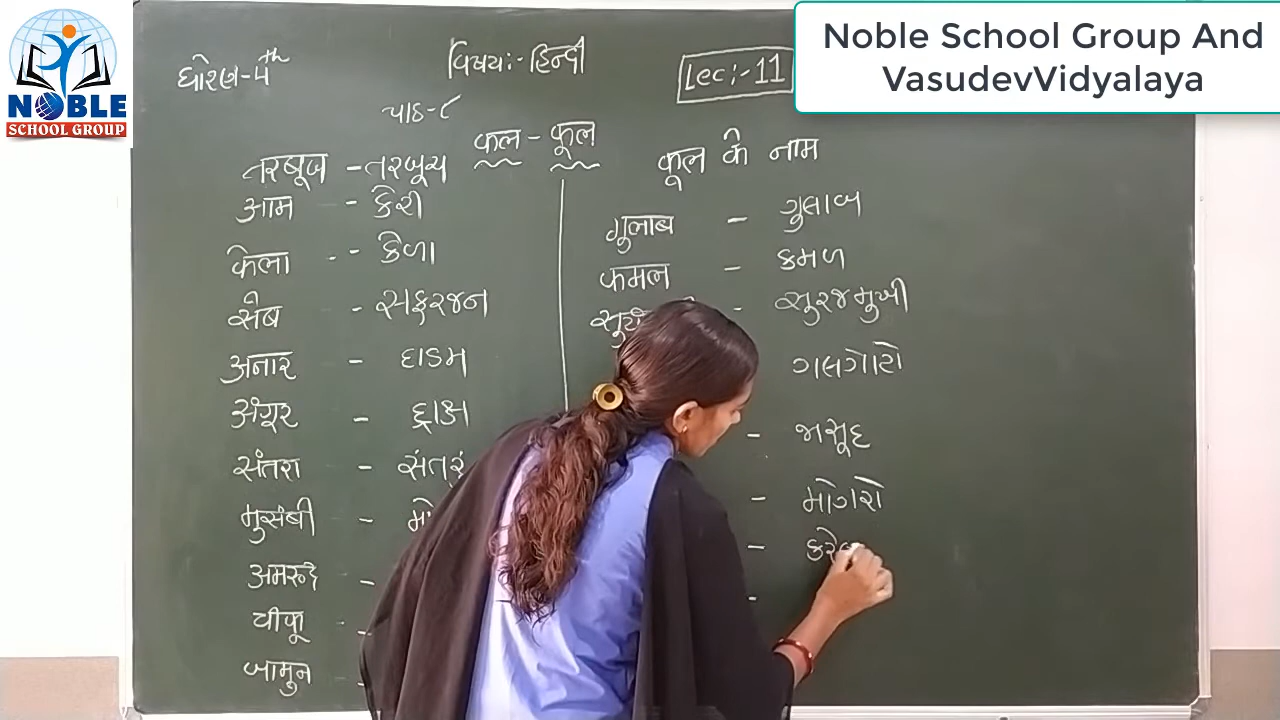 NOBLE
SCHOOL GROUP
Noble School Group And
VasudevVidyalaya
ધોરણ-4th
विषय:-हिन्दी
Lec:-11
પાઠ-૮
फल - फूल
तरबूज - તરબૂચ
आम - કેરી
केला - કેળા
सेब - સફરજન
अनार - દાડમ
अंगूर - દ્રાક્ષ
संतरा - સંતરું
मुसंबी -
अमरूद -
चीकू -
जामुन -
फूल के नाम
गुलाब - ગુલાબ
कमल - કમળ
- સુરજમુખી
ગલગોટો
- જાસૂદ
- મોગરો
-
-